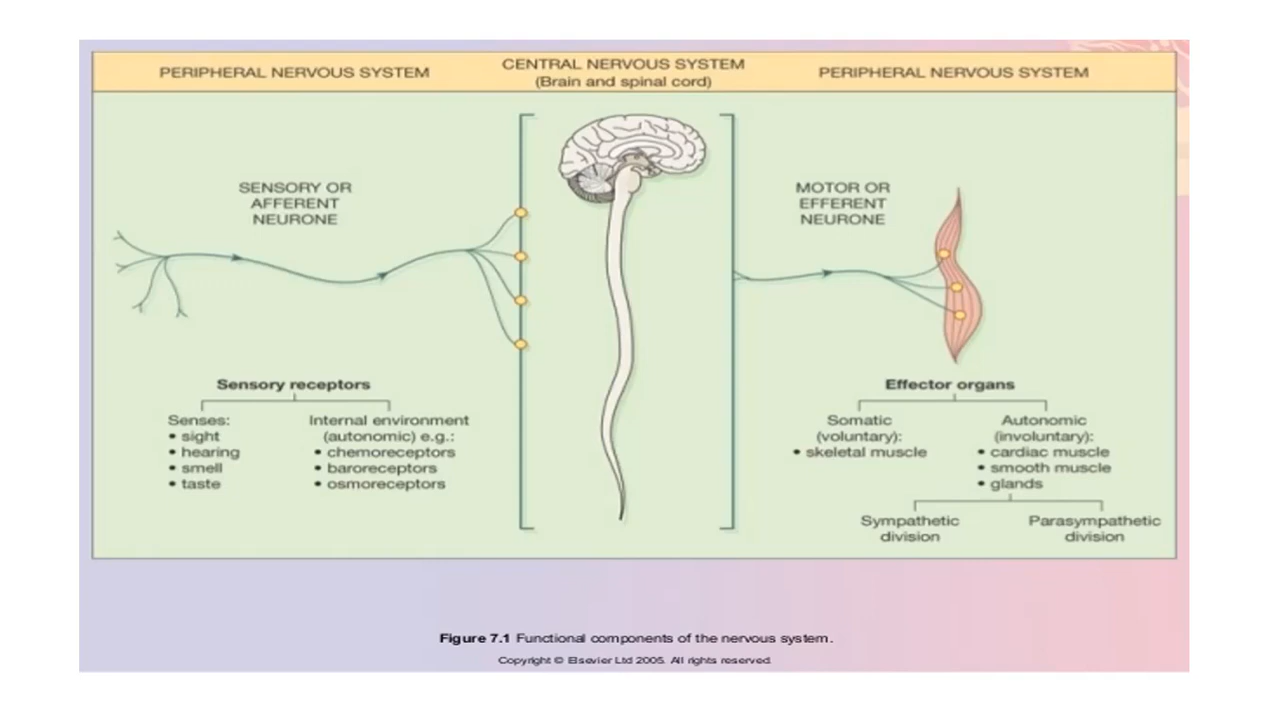 PERIPHERAL NERVOUS SYSTEM
CENTRAL NERVOUS SYSTEM
(Brain and spinal cord)
PERIPHERAL NERVOUS SYSTEM
SENSORY OR
AFFERENT
NEURONE
MOTOR OR
EFFERENT
NEURONE
Sensory receptors
Senses:
• sight
• hearing
• smell
• taste
Internal environment
(autonomic) e.g.:
• chemoreceptors
• baroreceptors
• osmoreceptors
Effector organs
Somatic
(voluntary):
• skeletal muscle
Autonomic
(involuntary):
• cardiac muscle
• smooth muscle
• glands
Sympathetic
division
Parasympathetic
division
Figure 7.1 Functional components of the nervous system.
Copyright © Elsevier Ltd 2005. All rights reserved.